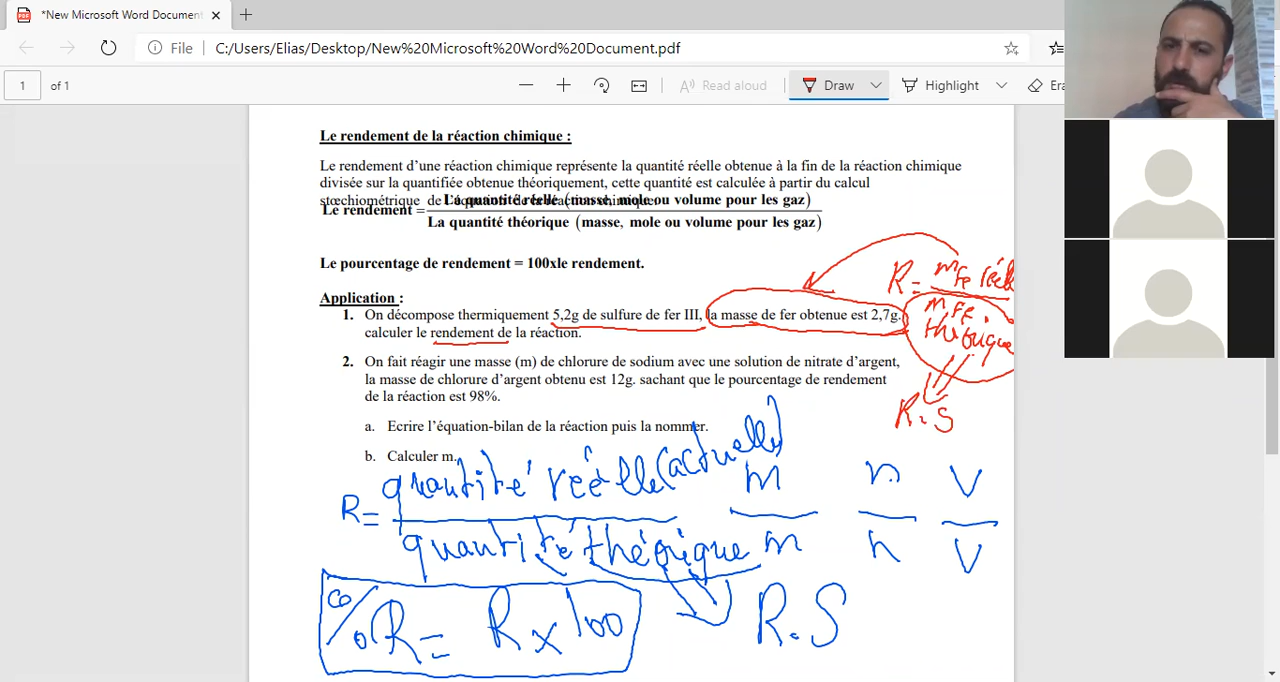 *New Microsoft Word Document
File
C:/Users/Elias/Desktop/New%20Microsoft%20Word%20Document.pdf
1 of 1
Read aloud
Draw
Highlight
Era
Le rendement de la réaction chimique :
Le rendement d'une réaction chimique représente la quantité réelle obtenue à la fin de la réaction chimique
divisée sur la quantifiée obtenue théoriquement, cette quantité est calculée à partir du calcul
stœchiométrique de
La quantité réelle (masse, mole ou volume pour les gaz)
Le rendement =
La quantité théorique (masse, mole ou volume pour les gaz)
Le pourcentage de rendement = 100xle rendement.
R = mFe réell
mFe.
théorique
R.S
Application :
1. On décompose thermiquement 5,2g de sulfure de fer III, la masse de fer obtenue est 2,7g.
calculer le rendement de la réaction.
2. On fait réagir une masse (m) de chlorure de sodium avec une solution de nitrate d'argent,
la masse de chlorure d'argent obtenu est 12g. sachant que le pourcentage de rendement
de la réaction est 98%.
a. Ecrire l'équation-bilan de la réaction puis la nommer.
b. Calculer m.
R = quantité réelle (actuelle) m n V
quantité théorique m n V
%R = R x 100
R.S